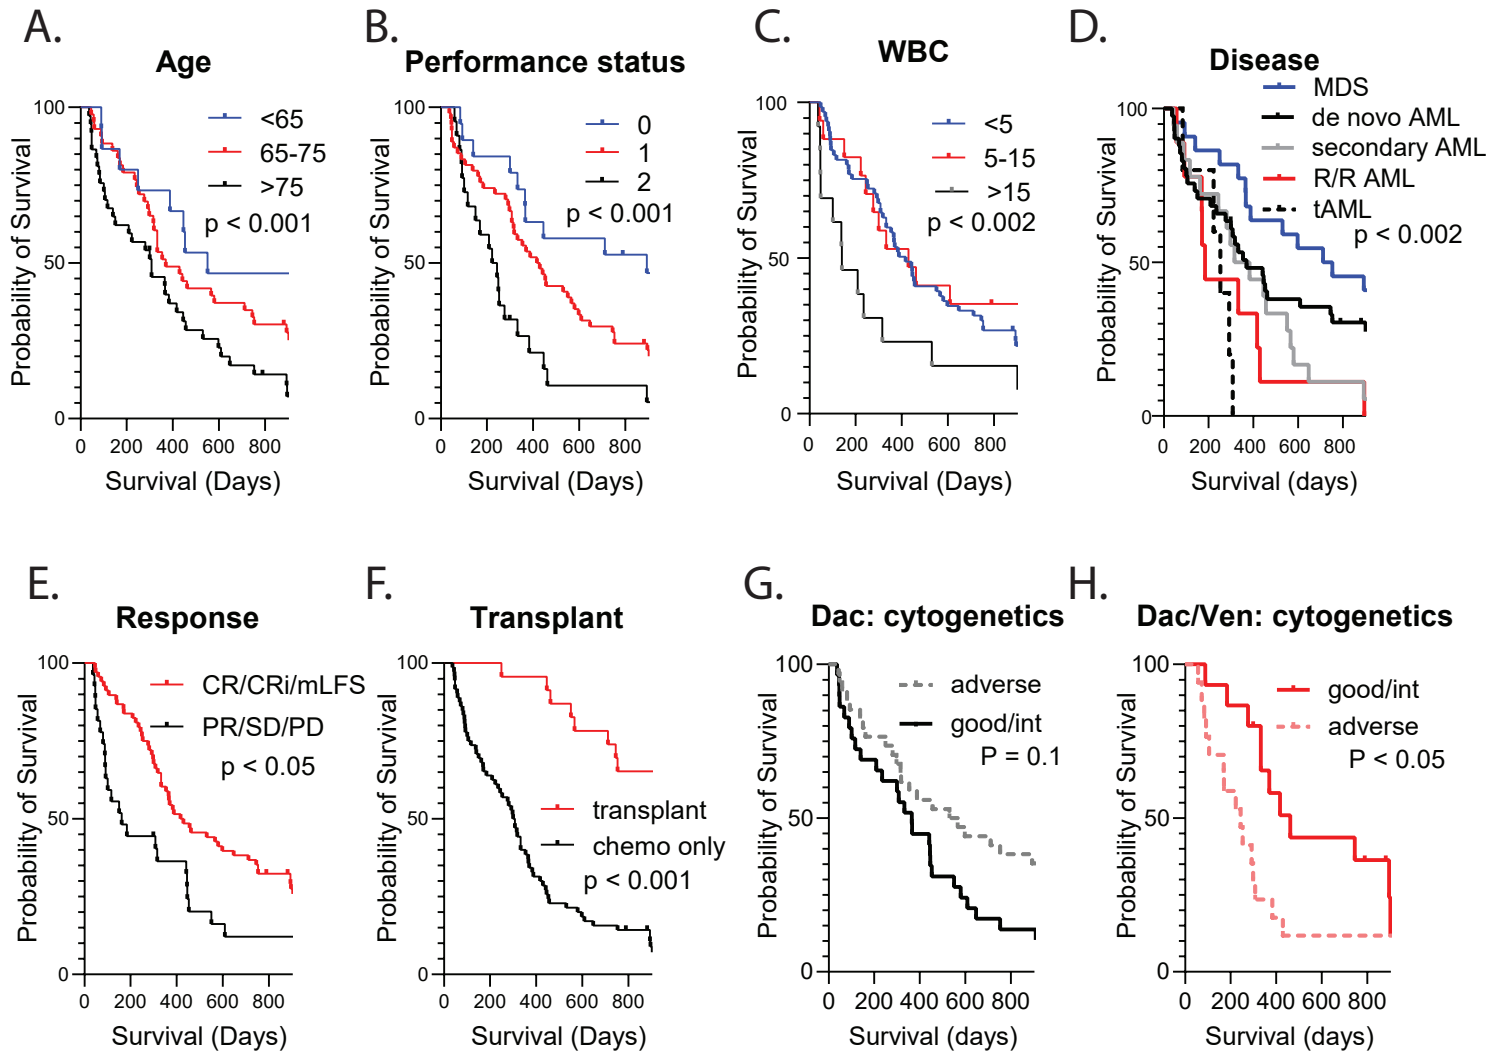 A.
Age
100
50
0
0 200 400 600 800
Probability of Survival
Survival (Days)
<65
65-75
>75
p < 0.001
B.
Performance status
100
50
0
0 200 400 600 800
Probability of Survival
Survival (Days)
0
1
2
p < 0.001
C.
WBC
100
50
0
0 200 400 600 800
Probability of Survival
Survival (Days)
<5
5-15
>15
p < 0.002
D.
Disease
100
50
0
0 200 400 600 800
Probability of Survival
Survival (days)
MDS
de novo AML
secondary AML
R/R AML
tAML
p < 0.002
E.
Response
100
50
0
0 200 400 600 800
Probability of Survival
Survival (Days)
CR/CRi/mLFS
PR/SD/PD
p < 0.05
F.
Transplant
100
50
0
0 200 400 600 800
Probability of Survival
Survival (Days)
transplant
chemo only
p < 0.001
G.
Dac: cytogenetics
100
50
0
0 200 400 600 800
Probability of Survival
Survival (days)
adverse
good/int
P = 0.1
H.
Dac/Ven: cytogenetics
100
50
0
0 200 400 600 800
Probability of Survival
Survival (days)
good/int
adverse
P < 0.05